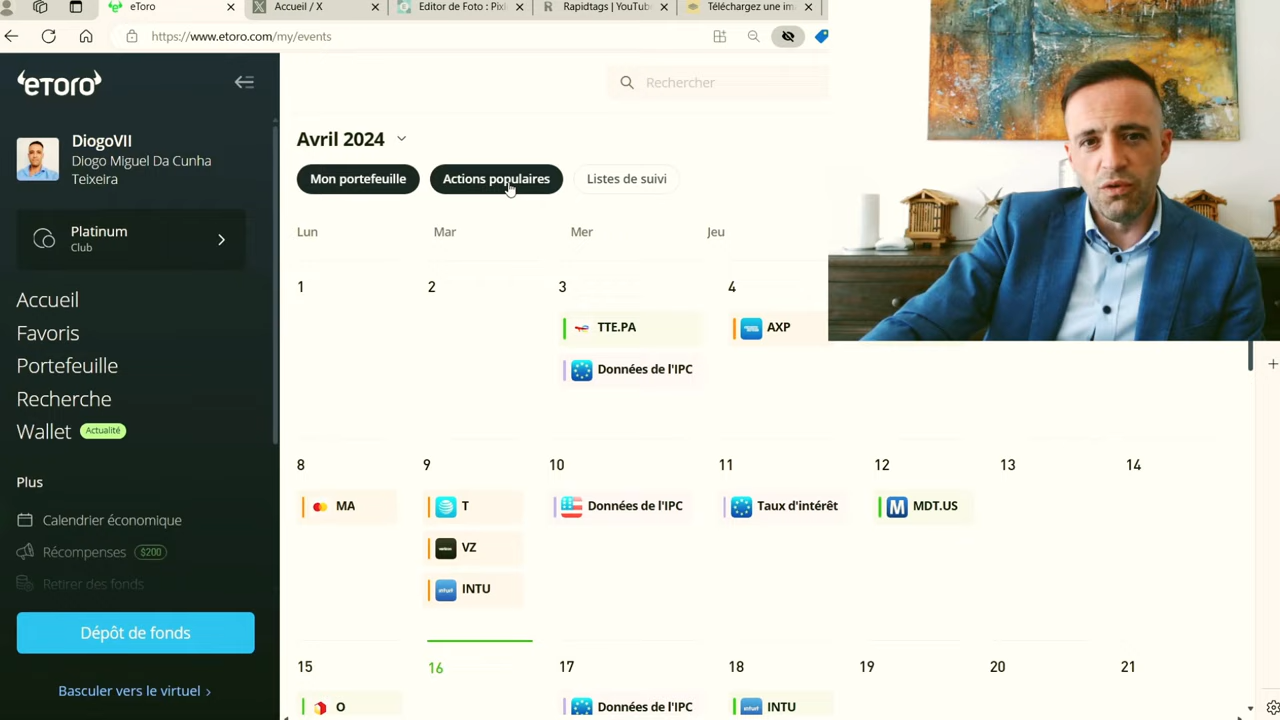 eToro
Accueil / X
Editor de Foto : Pixl
Rapidtags | YouTube
Téléchargez une im
https://www.etoro.com/my/events
eToro
Rechercher
DiogoVII
Diogo Miguel Da Cunha
Teixeira
Platinum
Club
Accueil
Favoris
Portefeuille
Recherche
Wallet Actualité
Plus
Calendrier économique
Récompenses $200
Retirer des fonds
Dépôt de fonds
Basculer vers le virtuel
Avril 2024
Mon portefeuille Actions populaires Listes de suivi
Lun Mar Mer Jeu
1 2 3 4
TTE.PA AXP
Données de l'IPC
8 9 10 11 12 13 14
MA T Données de l'IPC Taux d'intérêt MDT.US
VZ
INTU
15 16 17 18 19 20 21
O Données de l'IPC INTU